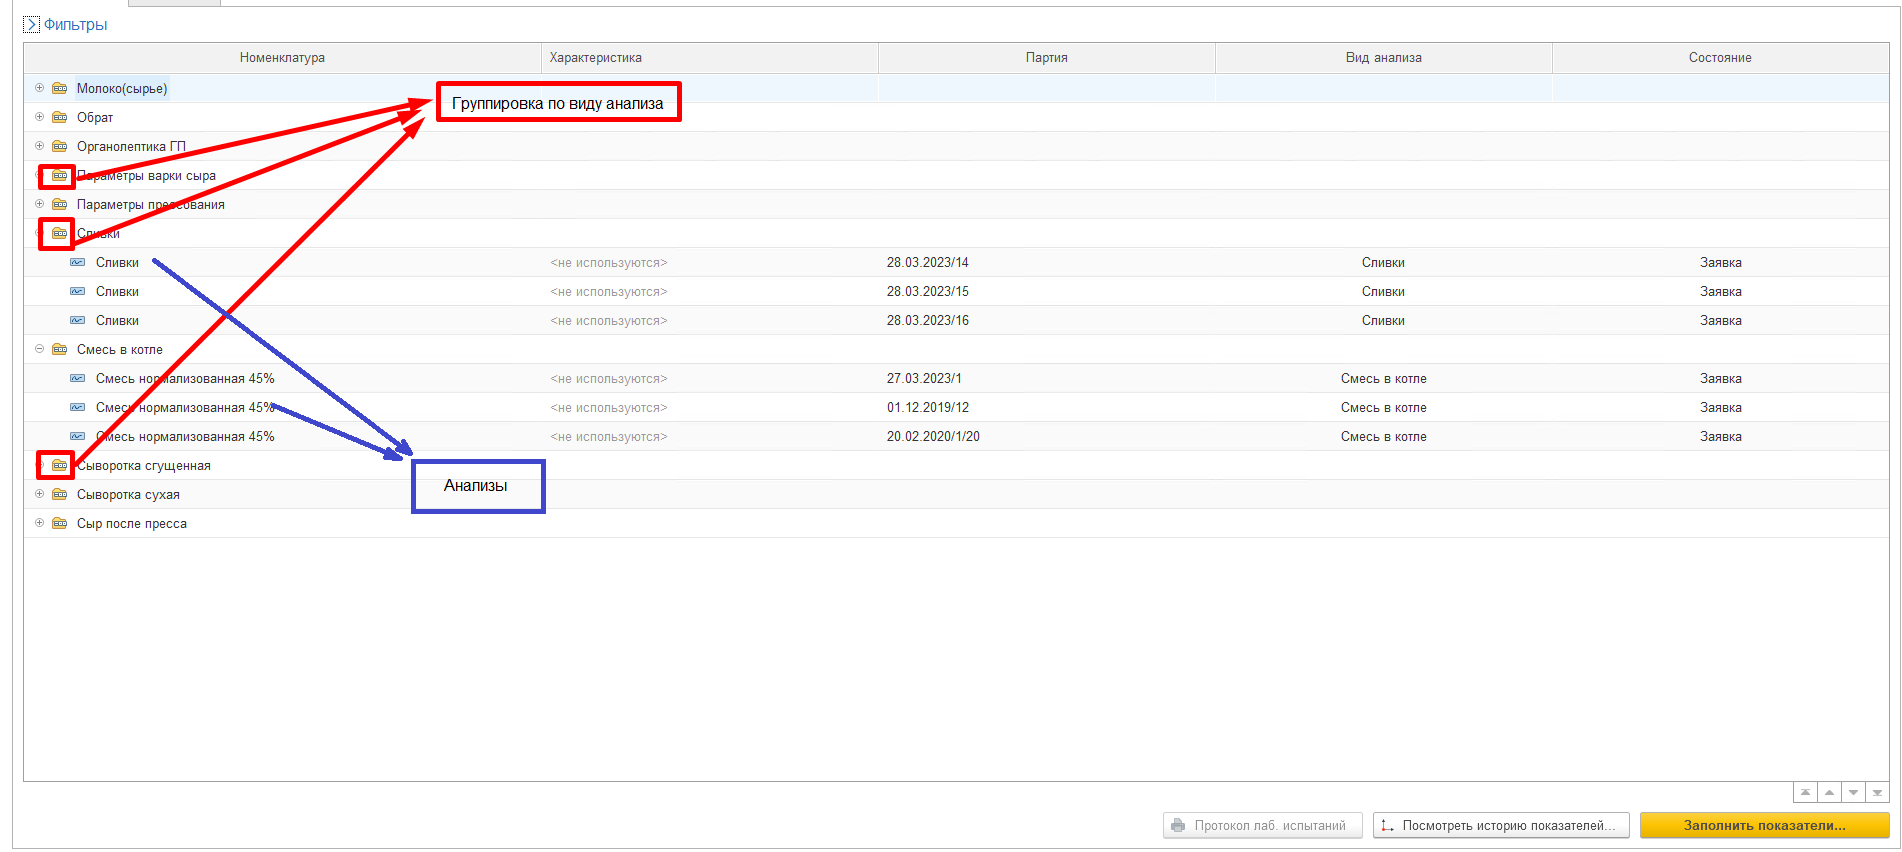 Фильтры
Номенклатура Характеристика Партия Вид анализа Состояние
Молоко(сырье)
Группировка по виду анализа
Обрат
Органолептика ГП
Параметры варки сыра
Параметры прессования
Сливки
Сливки <не используются> 28.03.2023/14 Сливки Заявка
Сливки <не используются> 28.03.2023/15 Сливки Заявка
Сливки <не используются> 28.03.2023/16 Сливки Заявка
Смесь в котле
Смесь нормализованная 45% <не используются> 27.03.2023/1 Смесь в котле Заявка
Смесь нормализованная 45% <не используются> 01.12.2019/12 Смесь в котле Заявка
Смесь нормализованная 45% <не используются> 20.02.2020/1/20 Смесь в котле Заявка
Сыворотка сгущенная
Анализы
Сыворотка сухая
Сыр после пресса
Протокол лаб. испытаний Посмотреть историю показателей... Заполнить показатели...